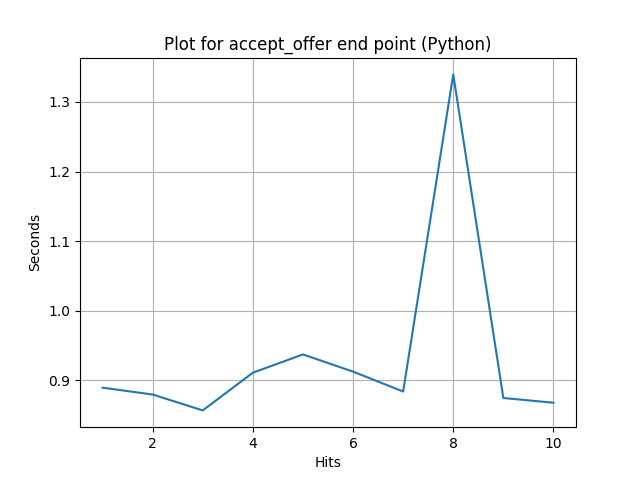 Plot for accept_offer end point (Python)
1.3
1.2
1.1
1.0
0.9
Seconds
2 4 6 8 10
Hits